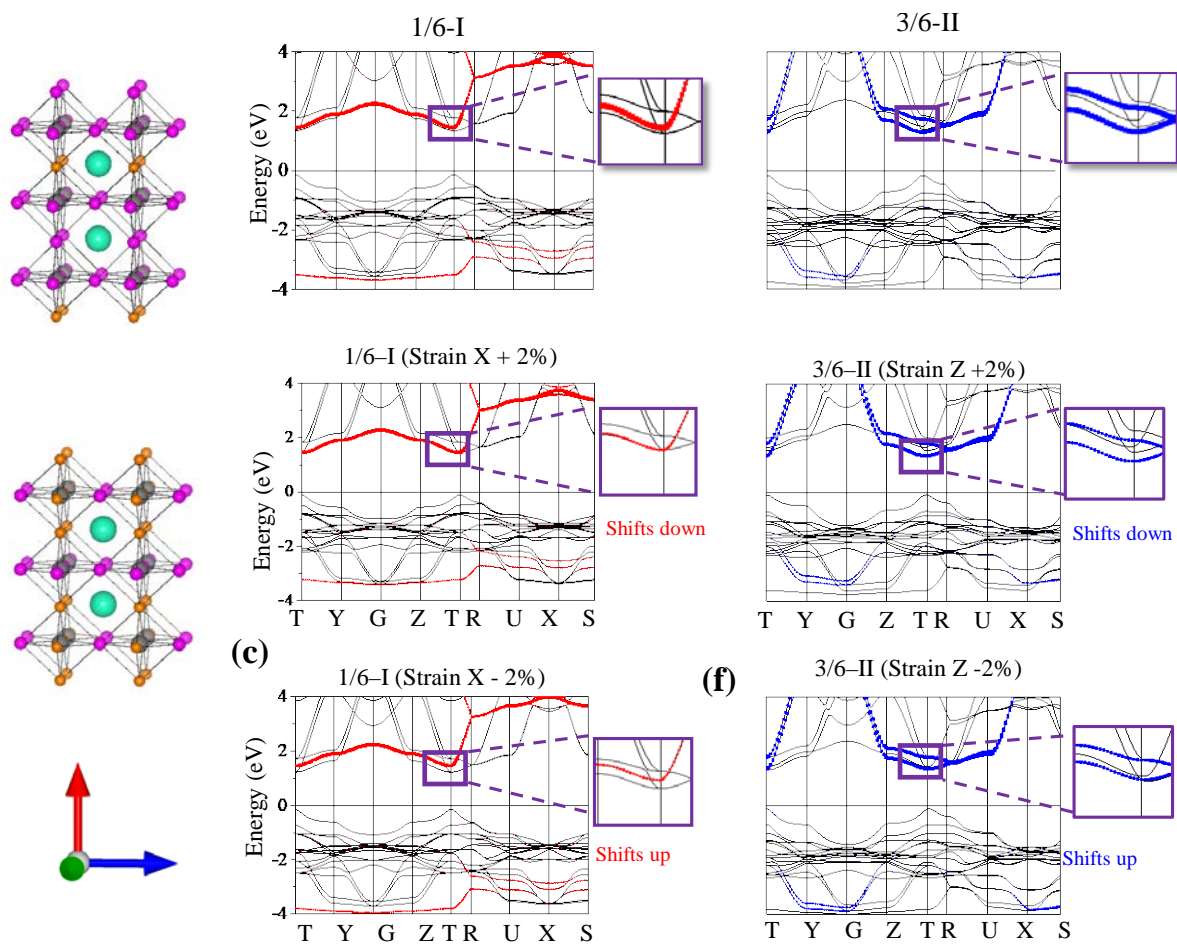 1/6-I
3/6-II
4
2
0
-2
-4
Energy (eV)
1/6–I (Strain X + 2%)
3/6–II (Strain Z +2%)
4
2
0
-2
-4
Energy (eV)
Shifts down
Shifts down
T Y G Z T R U X S
T Y G Z T R U X S
(c)
(f)
1/6–I (Strain X - 2%)
3/6–II (Strain Z -2%)
4
2
0
-2
-4
Energy (eV)
Shifts up
Shifts up
T Y G Z T R U X S
T Y G Z T R U X S